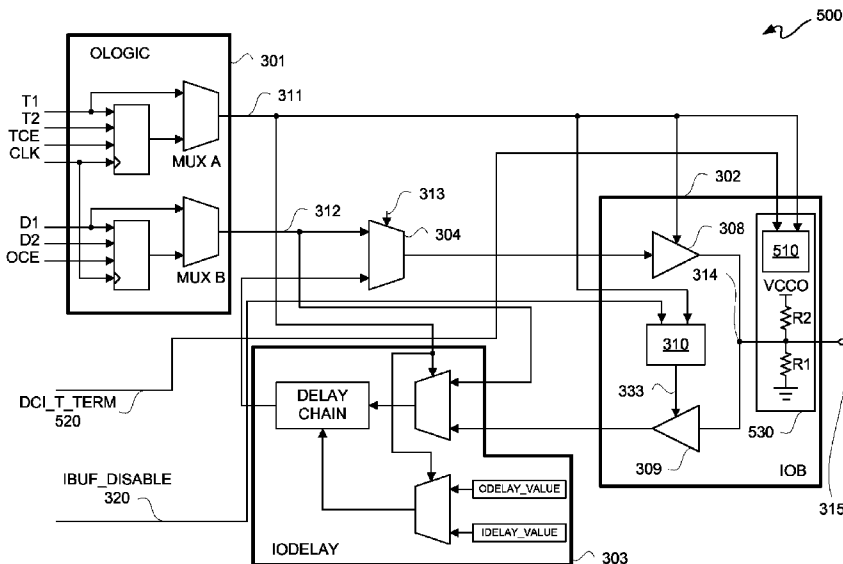 500
OLOGIC
301
T1
T2
TCE
CLK
311
MUX A
302
313
312
304
308
D1
D2
OCE
MUX B
314
510
VCCO
R2
310
R1
333
DCI_T_TERM
520
DELAY
CHAIN
530
309
IBUF_DISABLE
320
ODELAY_VALUE
IOB
315
IDELAY_VALUE
IODELAY
303